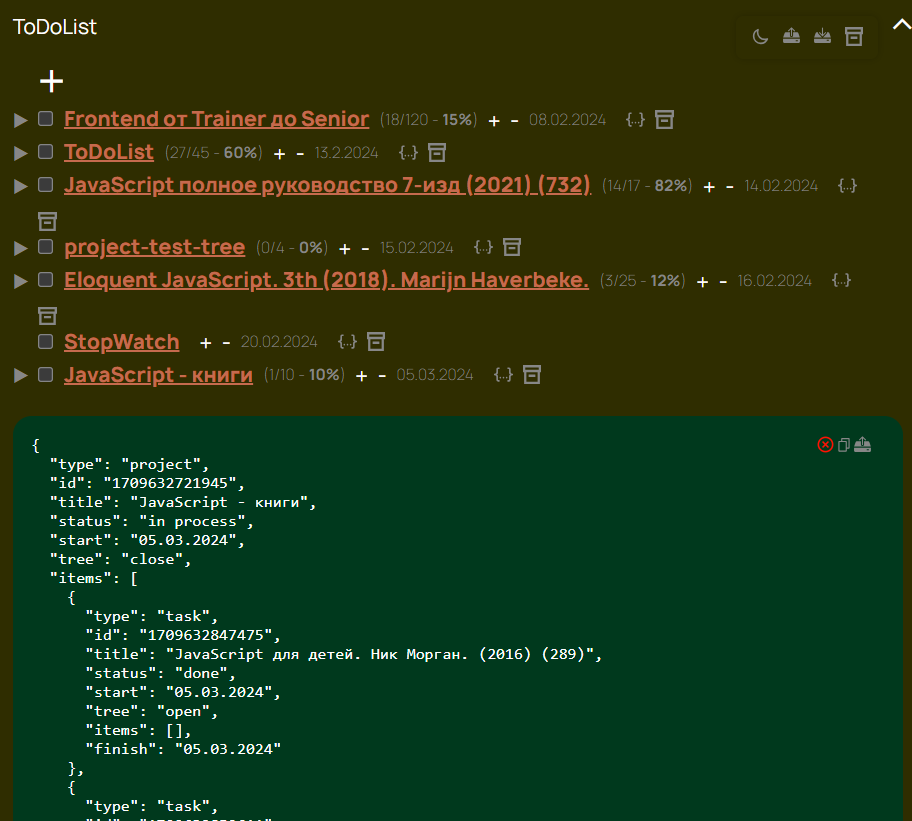 ToDoList
+
Frontend от Trainer до Senior (18/120 - 15%) + - 08.02.2024 {..}
ToDoList (27/45 - 60%) + - 13.2.2024 {..}
JavaScript полное руководство 7-изд (2021) (732) (14/17 - 82%) + - 14.02.2024 {..}
project-test-tree (0/4 - 0%) + - 15.02.2024 {..}
Eloquent JavaScript. 3th (2018). Marijn Haverbeke. (3/25 - 12%) + - 16.02.2024 {..}
StopWatch + - 20.02.2024 {..}
JavaScript - книги (1/10 - 10%) + - 05.03.2024 {..}
{
"type": "project",
"id": "1709632721945",
"title": "JavaScript - книги",
"status": "in process",
"start": "05.03.2024",
"tree": "close",
"items": [
{
"type": "task",
"id": "1709632847475",
"title": "JavaScript для детей. Ник Морган. (2016) (289)",
"status": "done",
"start": "05.03.2024",
"tree": "open",
"items": [],
"finish": "05.03.2024"
},
{
"type": "task",